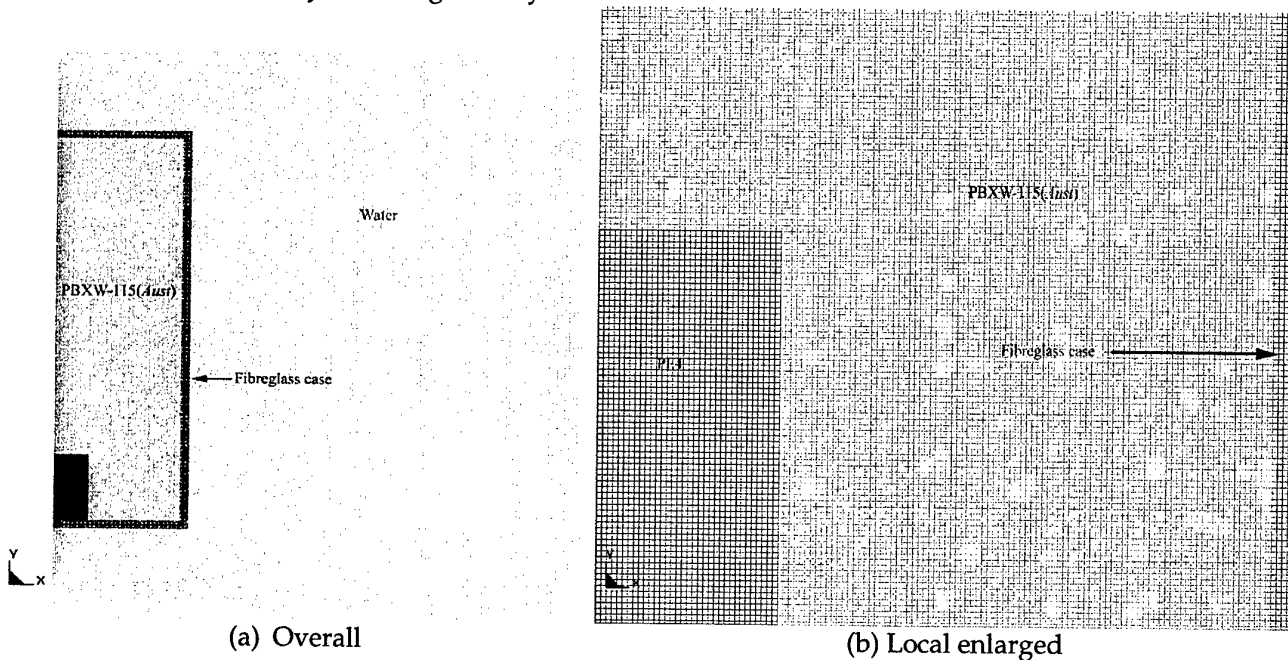 Water
PBXW-115(Aust)
Fibreglass case
Y
X
(a) Overall
PBXW-115(Aust)
Fibreglass case
Y
(b) Local enlarged